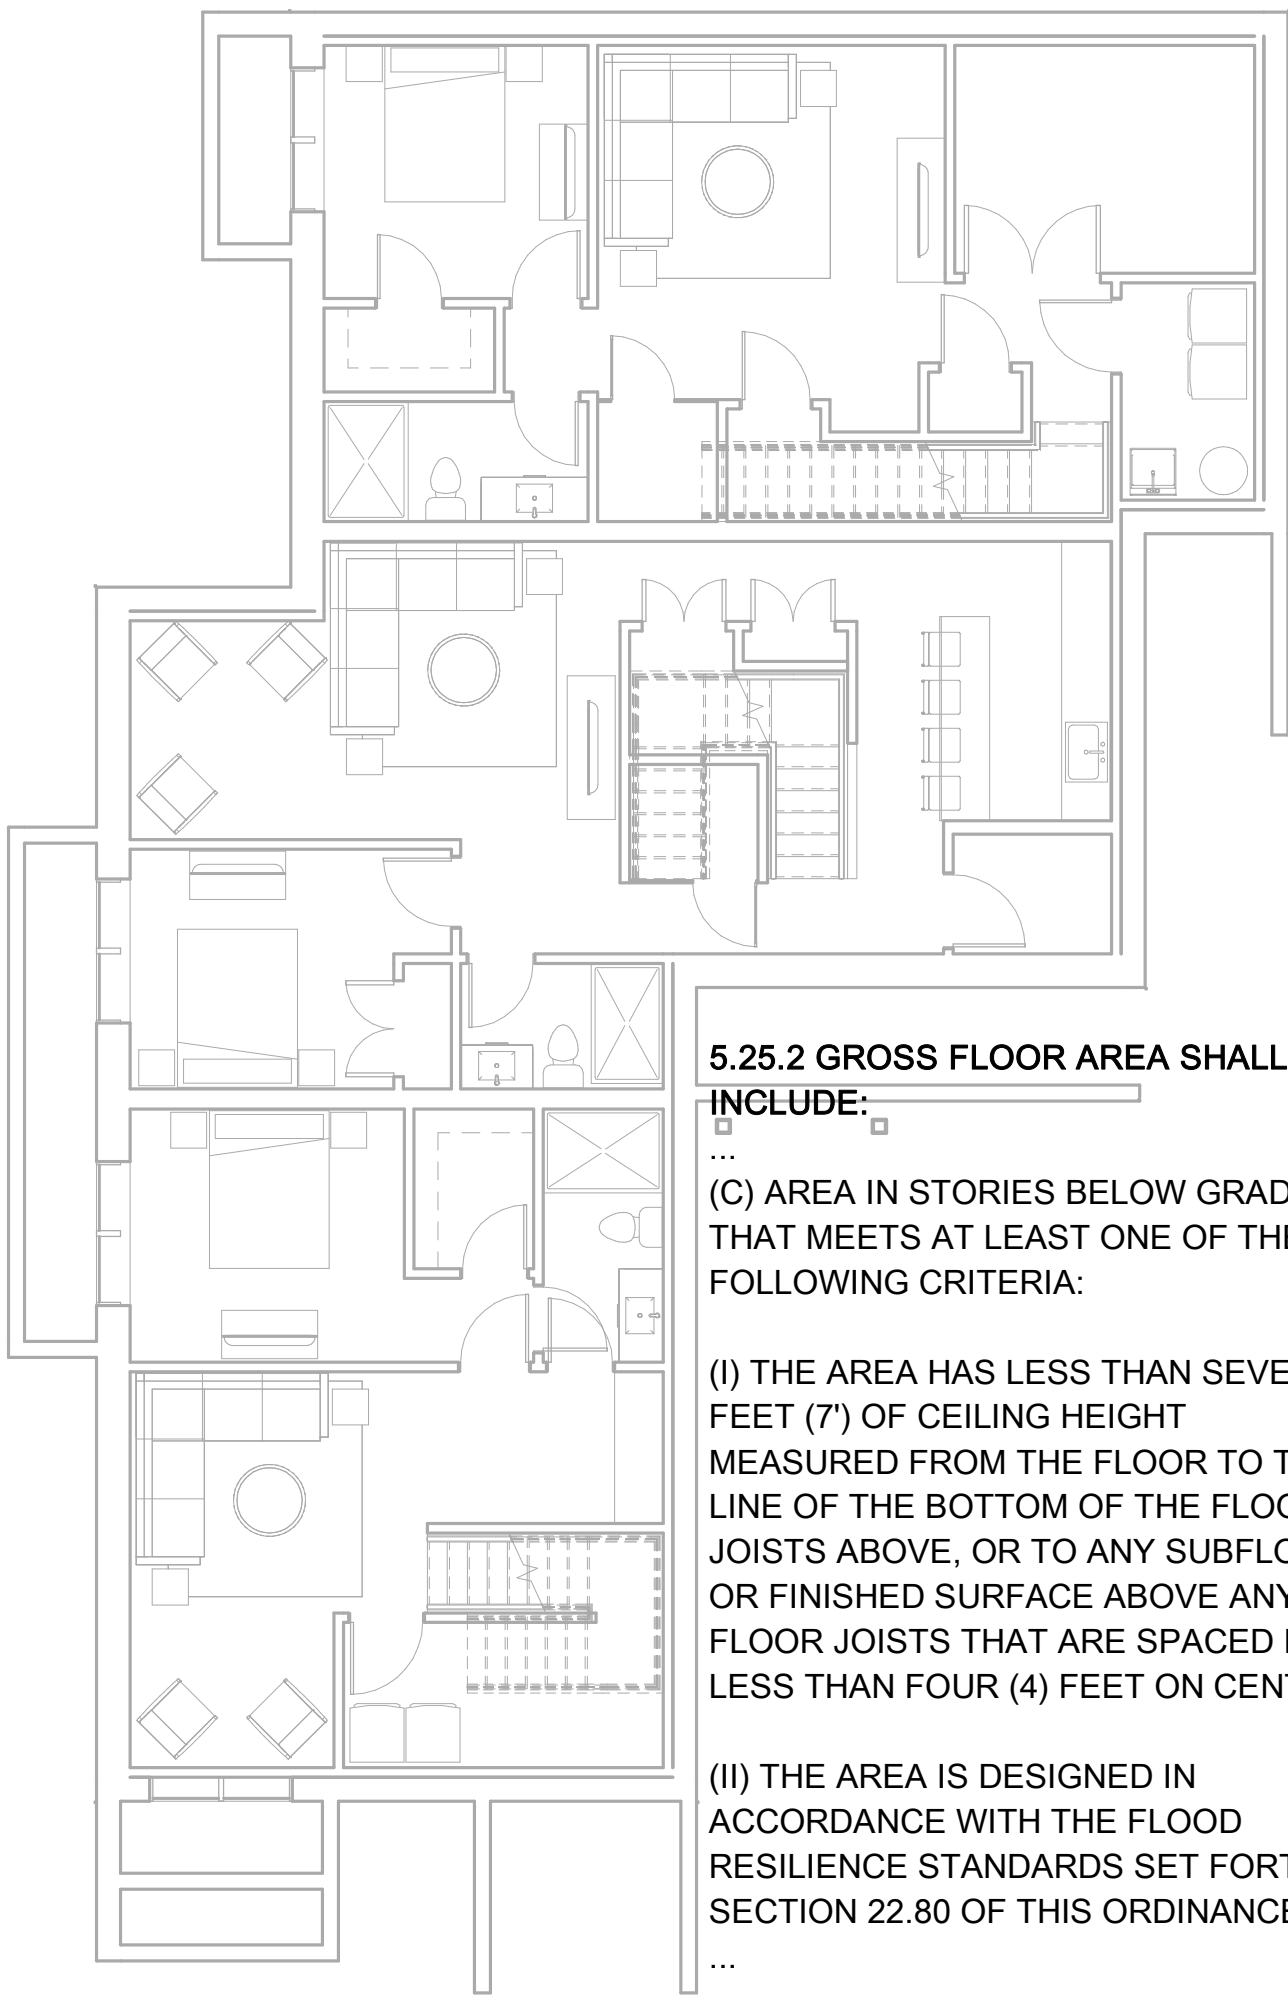 5.25.2 GROSS FLOOR AREA SHALL
INCLUDE:
...
(C) AREA IN STORIES BELOW GRAD
THAT MEETS AT LEAST ONE OF THE
FOLLOWING CRITERIA:
(I) THE AREA HAS LESS THAN SEVE
FEET (7') OF CEILING HEIGHT
MEASURED FROM THE FLOOR TO T
LINE OF THE BOTTOM OF THE FLOO
JOISTS ABOVE, OR TO ANY SUBFLO
OR FINISHED SURFACE ABOVE ANY
FLOOR JOISTS THAT ARE SPACED
LESS THAN FOUR (4) FEET ON CENT
(II) THE AREA IS DESIGNED IN
ACCORDANCE WITH THE FLOOD
RESILIENCE STANDARDS SET FORT
SECTION 22.80 OF THIS ORDINANCE
...